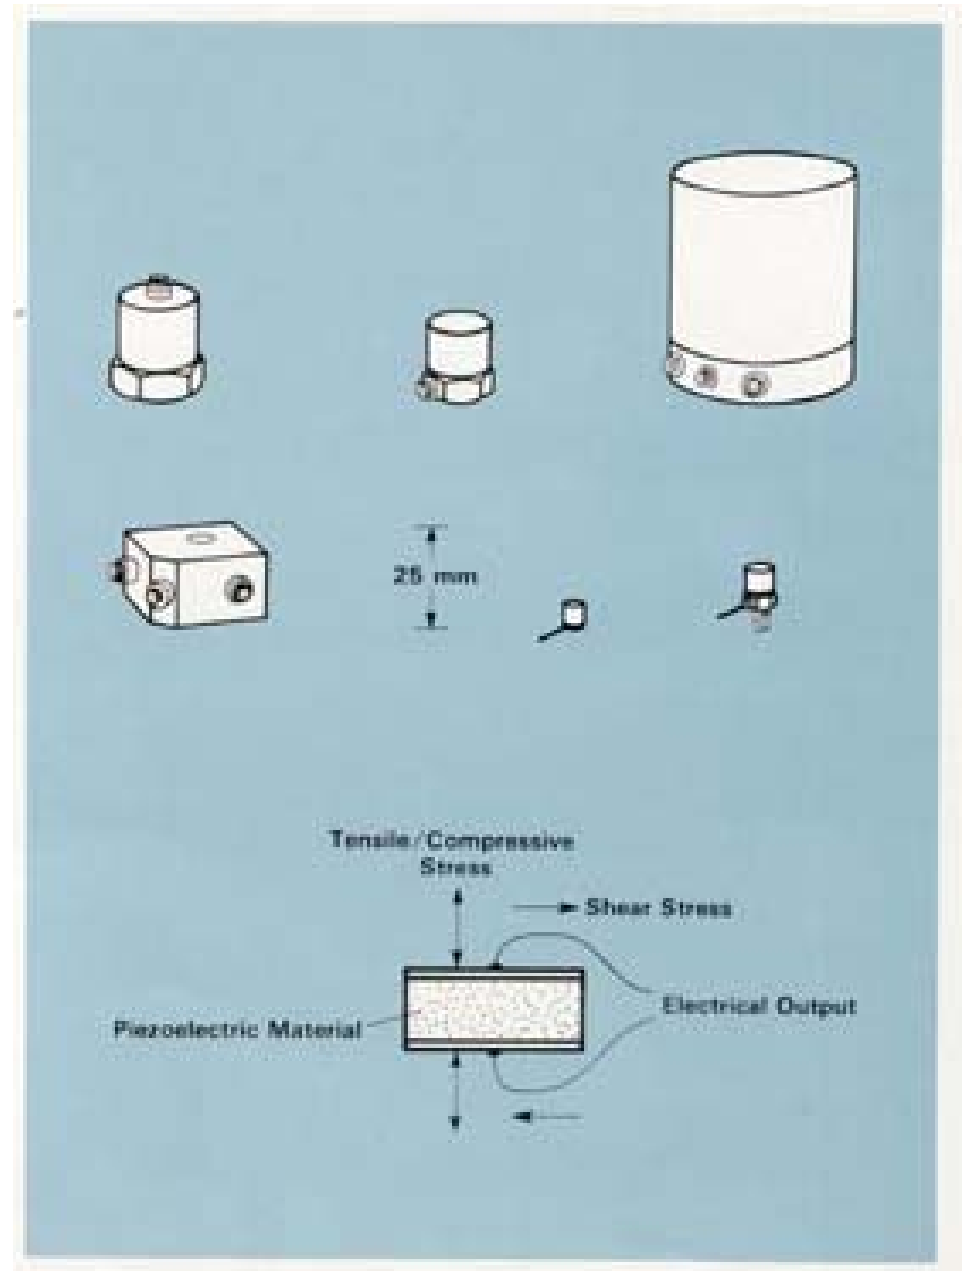 25 mm
Tensile/Compressive
Stress
Shear Stress
Electrical Output
Piezoelectric Material